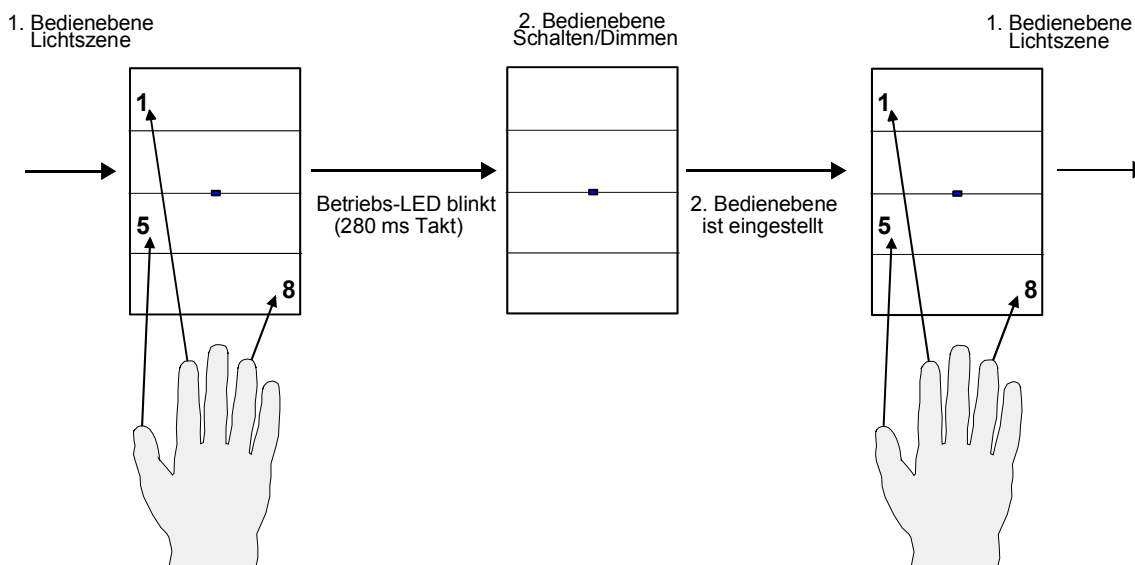 1. Bedienebene
Lichtszene
2. Bedienebene
Schalten/Dimmen
1. Bedienebene
Lichtszene
1
5
8
Betriebs-LED blinkt
(280 ms Takt)
2. Bedienebene
ist eingestellt
1
5
8